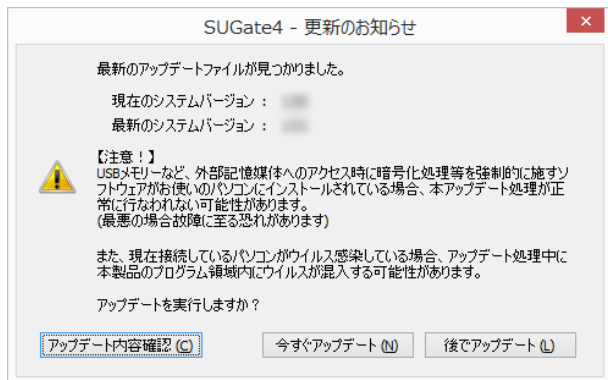 SUGate4 - 更新のお知らせ
最新のアップデートファイルが見つかりました。
現在のシステムバージョン :
最新のシステムバージョン :
【注意！】
USBメモリーなど、外部記憶媒体へのアクセス時に暗号化処理等を強制的に施すソ
フトウェアがお使いのパソコンにインストールされている場合、本アップデート処理が正
常に行なわれない可能性があります。
(最悪の場合故障に至る恐れがあります)
また、現在接続しているパソコンがウイルス感染している場合、アップデート処理中に
本製品のプログラム領域内にウイルスが混入する可能性があります。
アップデートを実行しますか？
アップデート内容確認 (C) 今すぐアップデート (N) 後でアップデート (L)